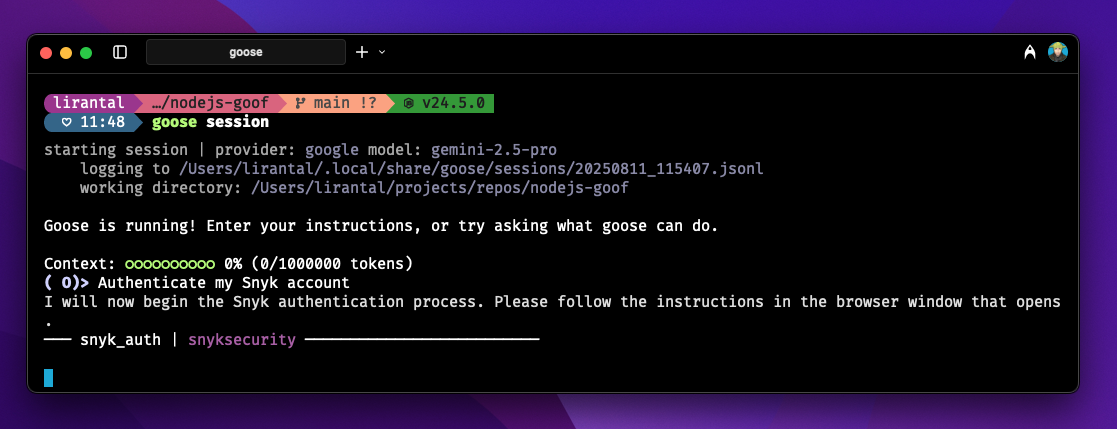 goose
lirantal …/nodejs-goof main !? v24.5.0
♡ 11:48 goose session
starting session | provider: google model: gemini-2.5-pro
logging to /Users/lirantal/.local/share/goose/sessions/20250811_115407.jsonl
working directory: /Users/lirantal/projects/repos/nodejs-goof
Goose is running! Enter your instructions, or try asking what goose can do.
Context: ○○○○○○○○○○ 0% (0/1000000 tokens)
( O)> Authenticate my Snyk account
I will now begin the Snyk authentication process. Please follow the instructions in the browser window that opens
.
─── snyk_auth | snyksecurity ──────────────────────────